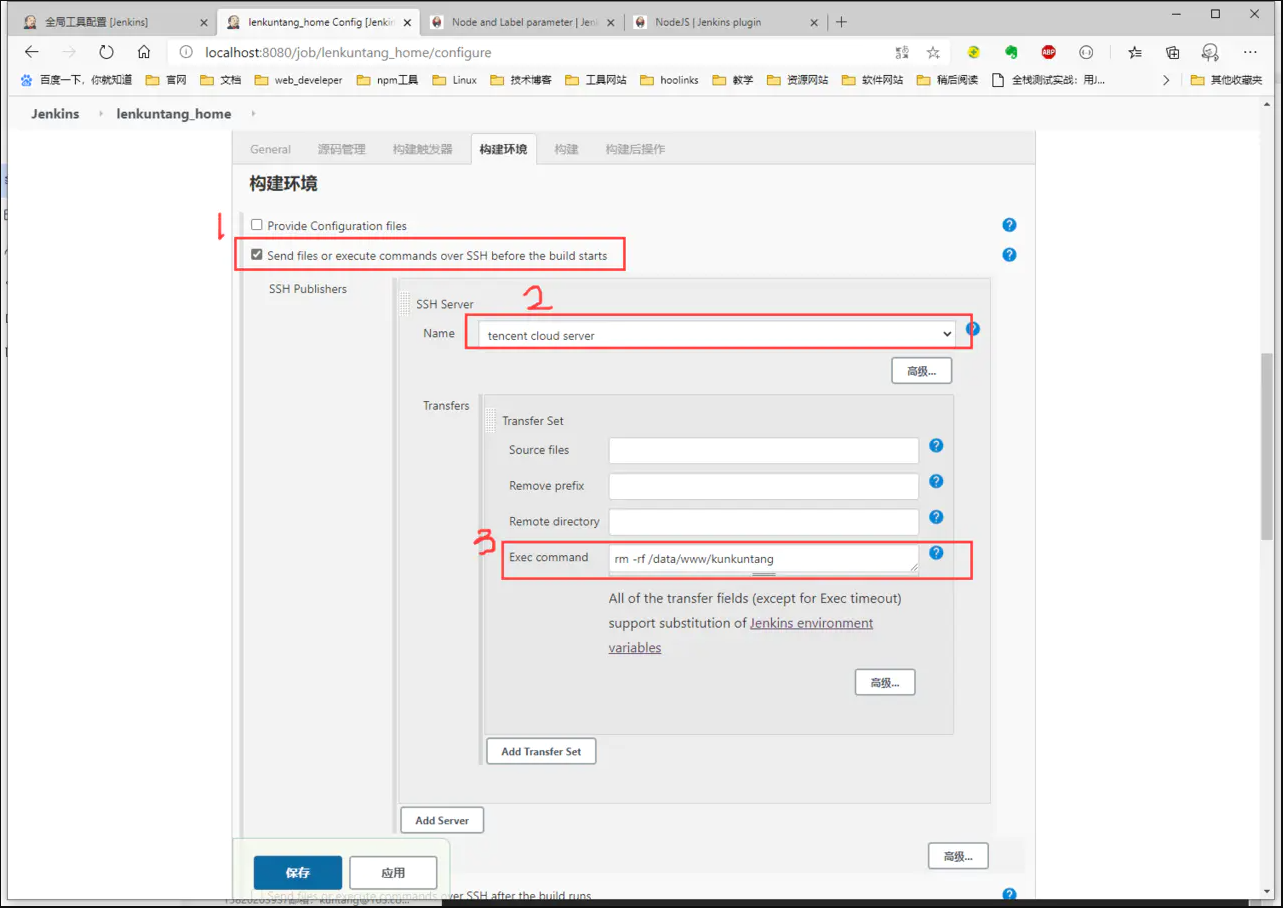 全局工具配置 [Jenkins]
lenkuntang_home Config [Jenkin
Node and Label parameter | Jen
NodeJS | Jenkins plugin
localhost:8080/job/lenkuntang_home/configure
ABP
百度一下，你就知道 官网 文档 web_develeper npm工具 Linux 技术博客 工具网站 hoolinks 教学 资源网站 软件网站 稍后阅读 全栈测试实战：用J... 其他收藏夹
Jenkins lenkuntang_home
General 源码管理 构建触发器 构建环境 构建 构建后操作
构建环境
1
Provide Configuration files
Send files or execute commands over SSH before the build starts
SSH Publishers
2
SSH Server
Name tencent cloud server
高级...
Transfers
Transfer Set
Source files
Remove prefix
Remote directory
3
Exec command rm -rf /data/www/kunkuntang
All of the transfer fields (except for Exec timeout)
support substitution of Jenkins environment
variables
高级...
Add Transfer Set
Add Server
高级...
保存 应用
Send files or execute commands over SSH after the build runs